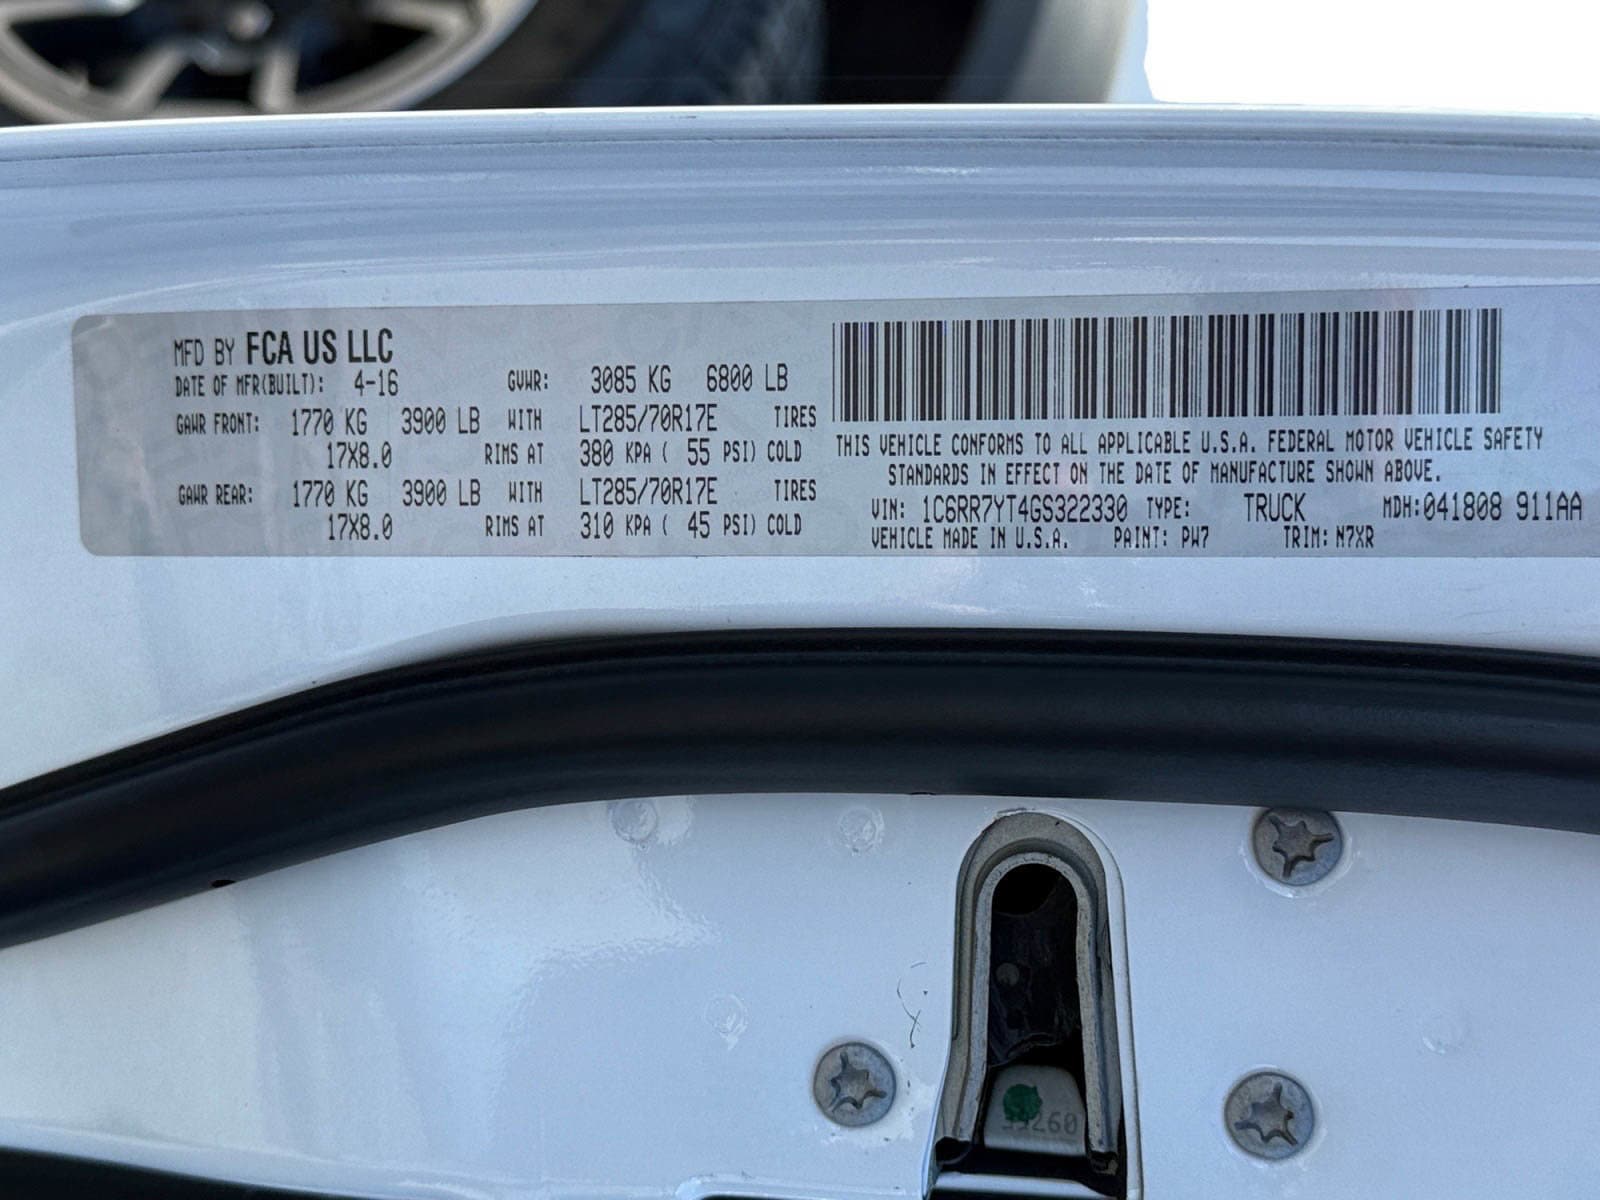 MFD BY FCA US LLC
DATE OF MFR(BUILT): 4-16 GVWR: 3085 KG 6800 LB
GAWR FRONT: 1770 KG 3900 LB WITH LT285/70R17E TIRES
17X8.0 RIMS AT 380 KPA ( 55 PSI) COLD
GAWR REAR: 1770 KG 3900 LB WITH LT285/70R17E TIRES
17X8.0 RIMS AT 310 KPA ( 45 PSI) COLD
THIS VEHICLE CONFORMS TO ALL APPLICABLE U.S.A. FEDERAL MOTOR VEHICLE SAFETY
STANDARDS IN EFFECT ON THE DATE OF MANUFACTURE SHOWN ABOVE.
VIN: 1C6RR7YT4GS322330 TYPE: TRUCK MDH:041808 911AA
VEHICLE MADE IN U.S.A. PAINT: PW7 TRIM: N7XR